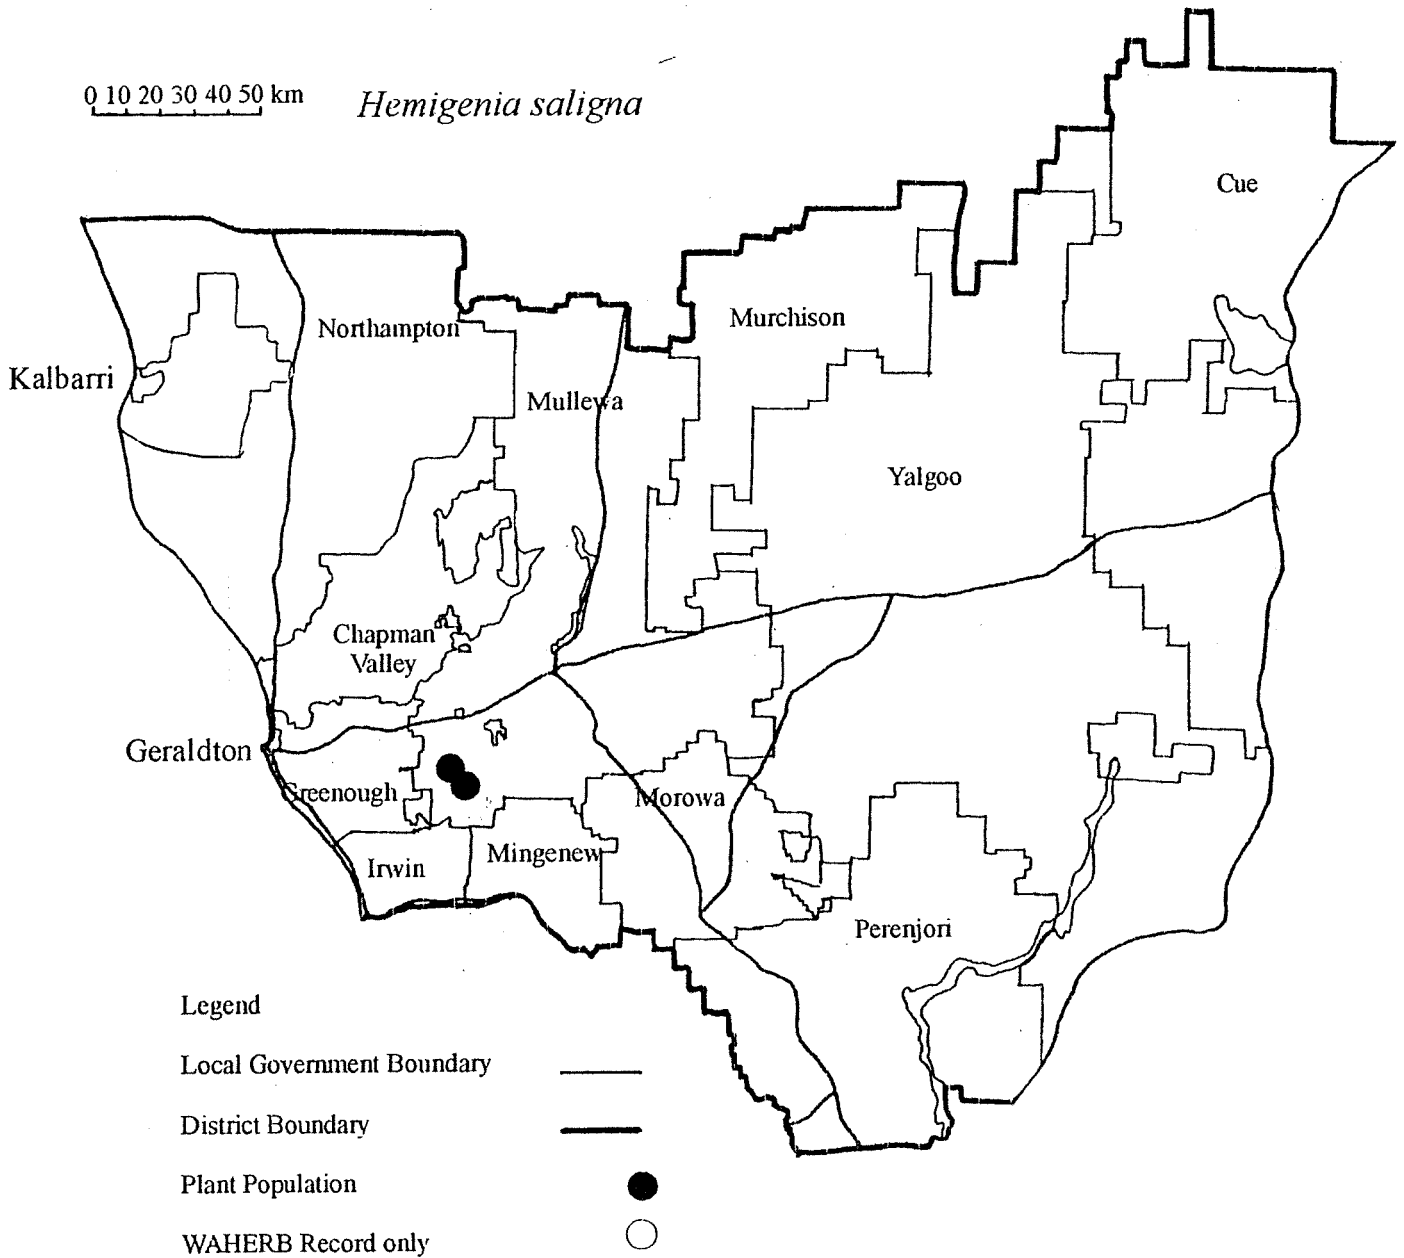 0 10 20 30 40 50 km
Hemigenia saligna
Cue
Murchison
Northampton
Kalbarri
Mullewa
Yalgoo
Chapman
Valley
Geraldton
Greenough
Morowa
Mingenew
Irwin
Perenjori
Legend
Local Government Boundary
District Boundary
Plant Population
WAHERB Record only